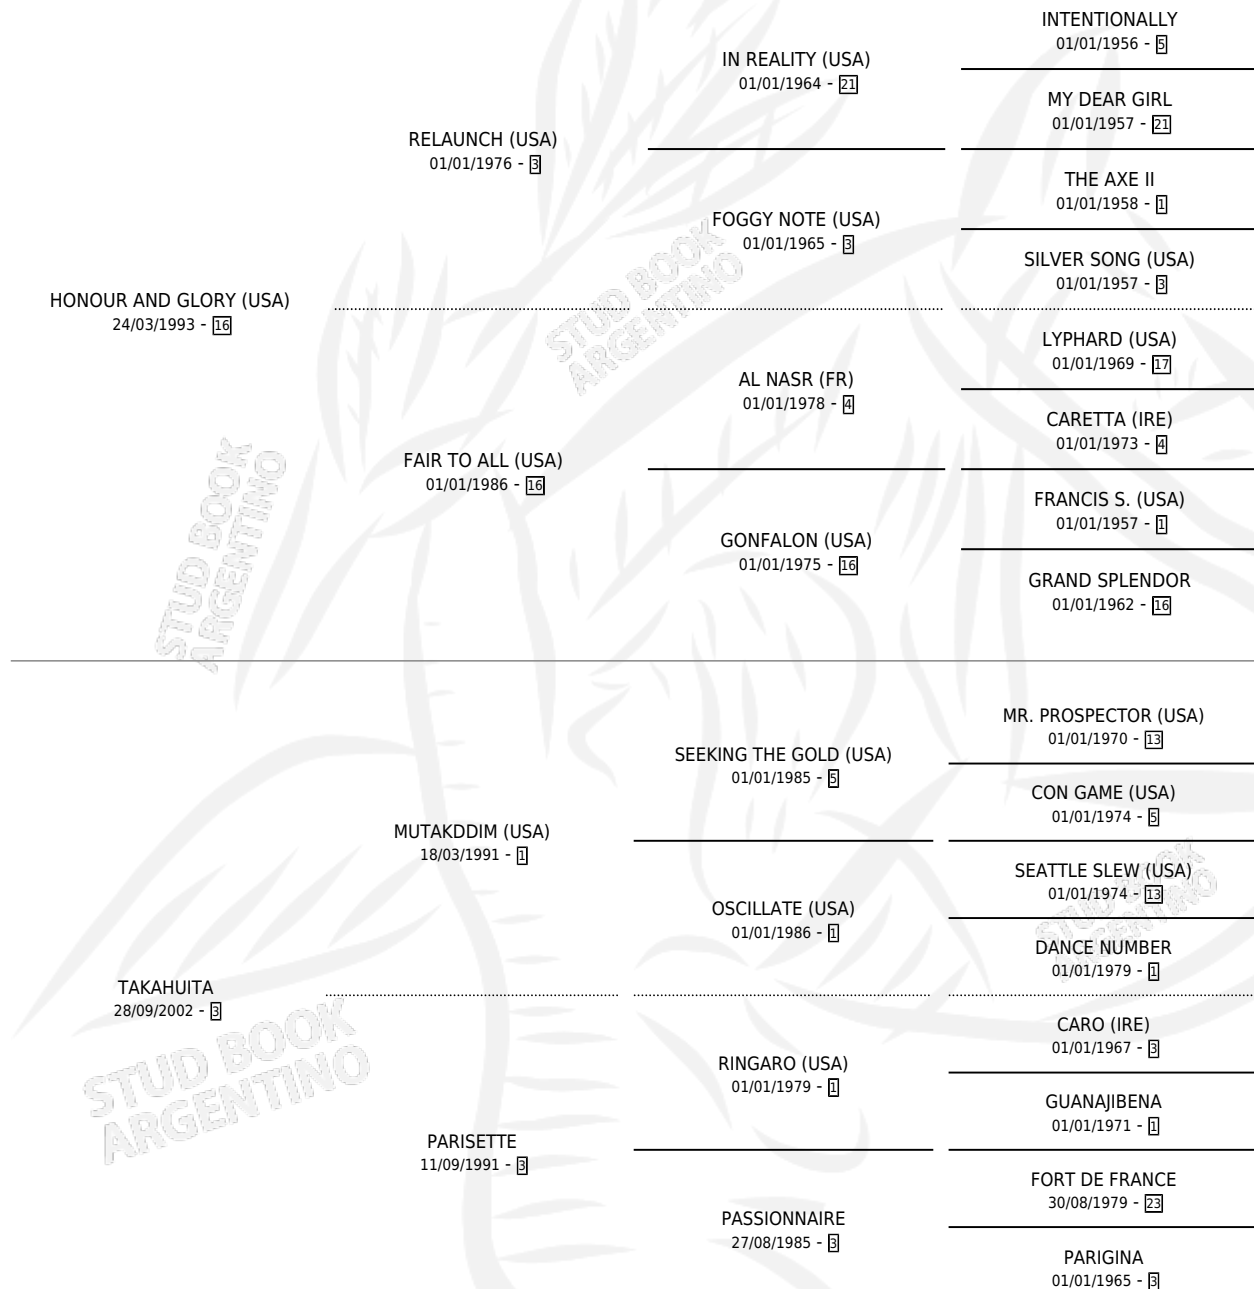 INTENTIONALLY
01/01/1956 - 5
IN REALITY (USA)
01/01/1964 - 21
MY DEAR GIRL
01/01/1957 - 21
RELAUNCH (USA)
01/01/1976 - 3
THE AXE II
01/01/1958 - 1
FOGGY NOTE (USA)
01/01/1965 - 3
SILVER SONG (USA)
01/01/1957 - 3
HONOUR AND GLORY (USA)
24/03/1993 - 16
LYPHARD (USA)
01/01/1969 - 17
AL NASR (FR)
01/01/1978 - 4
CARETTA (IRE)
01/01/1973 - 4
FAIR TO ALL (USA)
01/01/1986 - 16
FRANCIS S. (USA)
01/01/1957 - 1
GONFALON (USA)
01/01/1975 - 16
GRAND SPLENDOR
01/01/1962 - 16
MR. PROSPECTOR (USA)
01/01/1970 - 13
SEEKING THE GOLD (USA)
01/01/1985 - 5
CON GAME (USA)
01/01/1974 - 5
MUTAKDDIM (USA)
18/03/1991 - 1
SEATTLE SLEW (USA)
01/01/1974 - 13
OSCILLATE (USA)
01/01/1986 - 1
DANCE NUMBER
01/01/1979 - 1
TAKAHUITA
28/09/2002 - 3
CARO (IRE)
01/01/1967 - 3
RINGARO (USA)
01/01/1979 - 1
GUANAJIBENA
01/01/1971 - 1
PARISETTE
11/09/1991 - 3
FORT DE FRANCE
30/08/1979 - 23
PASSIONNAIRE
27/08/1985 - 3
PARIGINA
01/01/1965 - 3
STUD BOOK
ARGENTINO
STUD BOOK
ARGENTINO
STUD BOOK
ARGENTINO
STUD BOOK
ARGENTINO